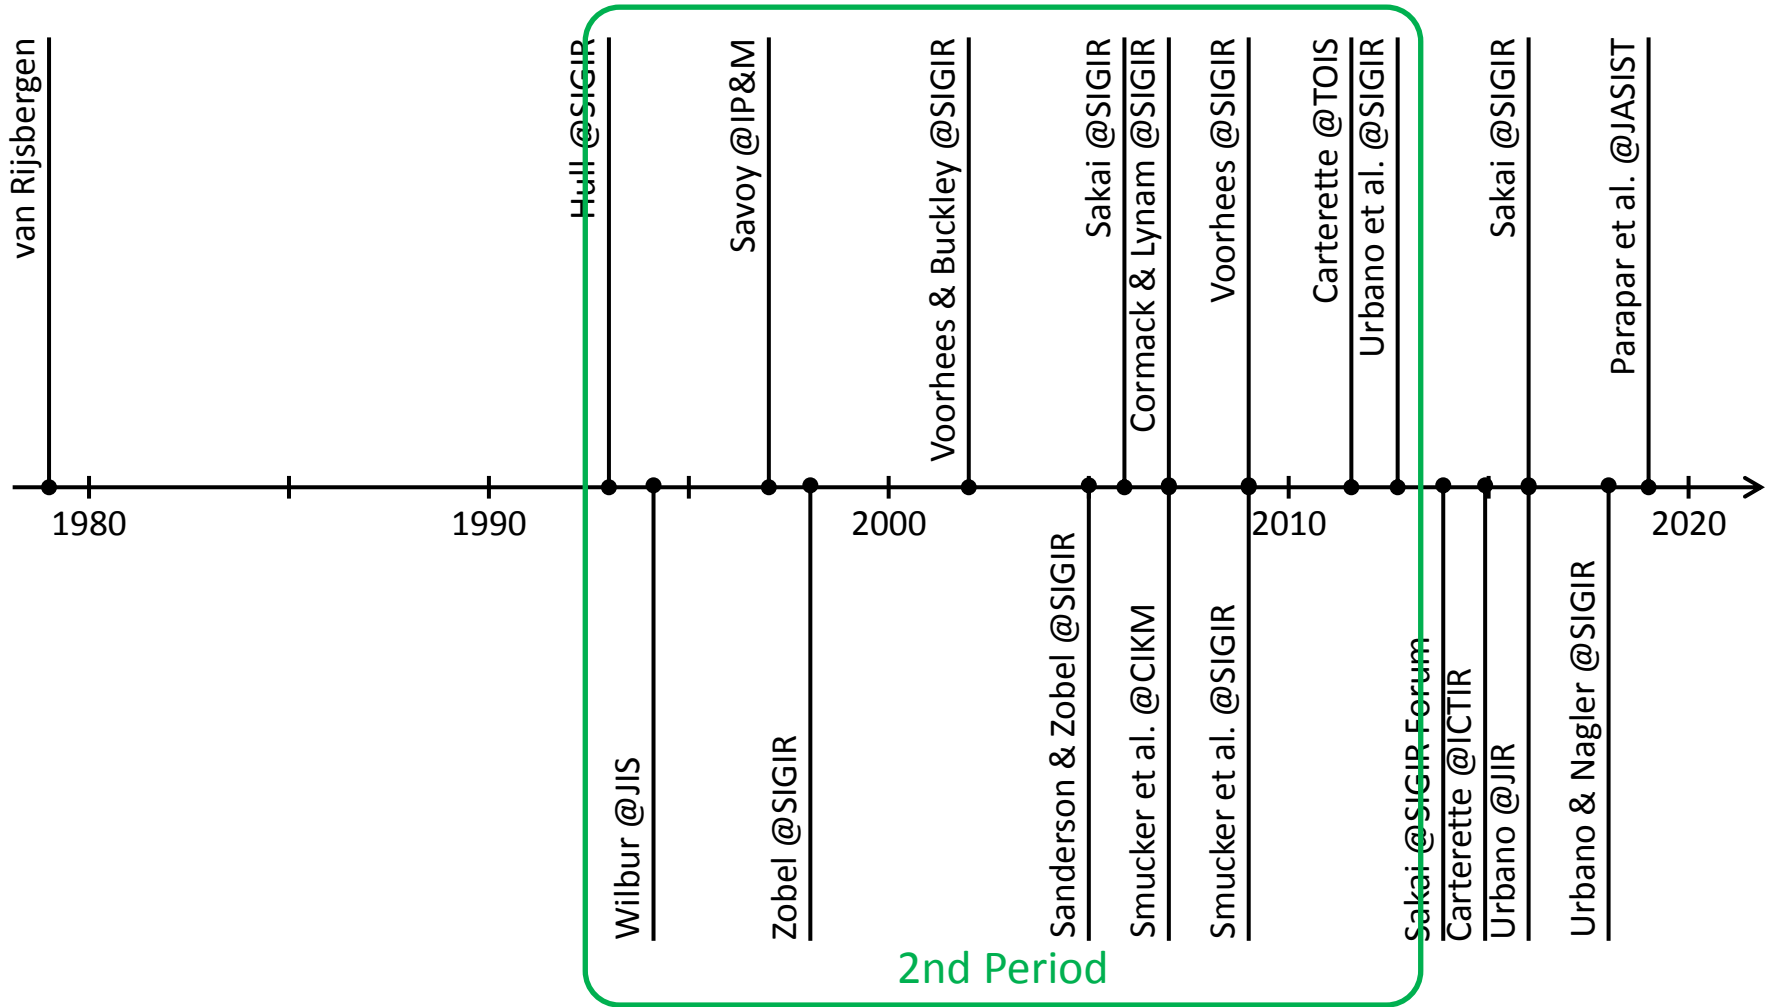 van Rijsbergen
Hull @SIGIR
Savoy @IP&M
Voorhees & Buckley @SIGIR
Sakai @SIGIR
Cormack & Lynam @SIGIR
Voorhees @SIGIR
Carterette @TOIS
Urbano et al. @SIGIR
Sakai @SIGIR
Parapar et al. @JASIST
1980
1990
2000
2010
2020
Wilbur @JIS
Zobel @SIGIR
Sanderson & Zobel @SIGIR
Smucker et al. @CIKM
Smucker et al. @SIGIR
Sakai @SIGIR Forum
Carterette @ICTIR
Urbano @JIR
Urbano & Nagler @SIGIR
2nd Period